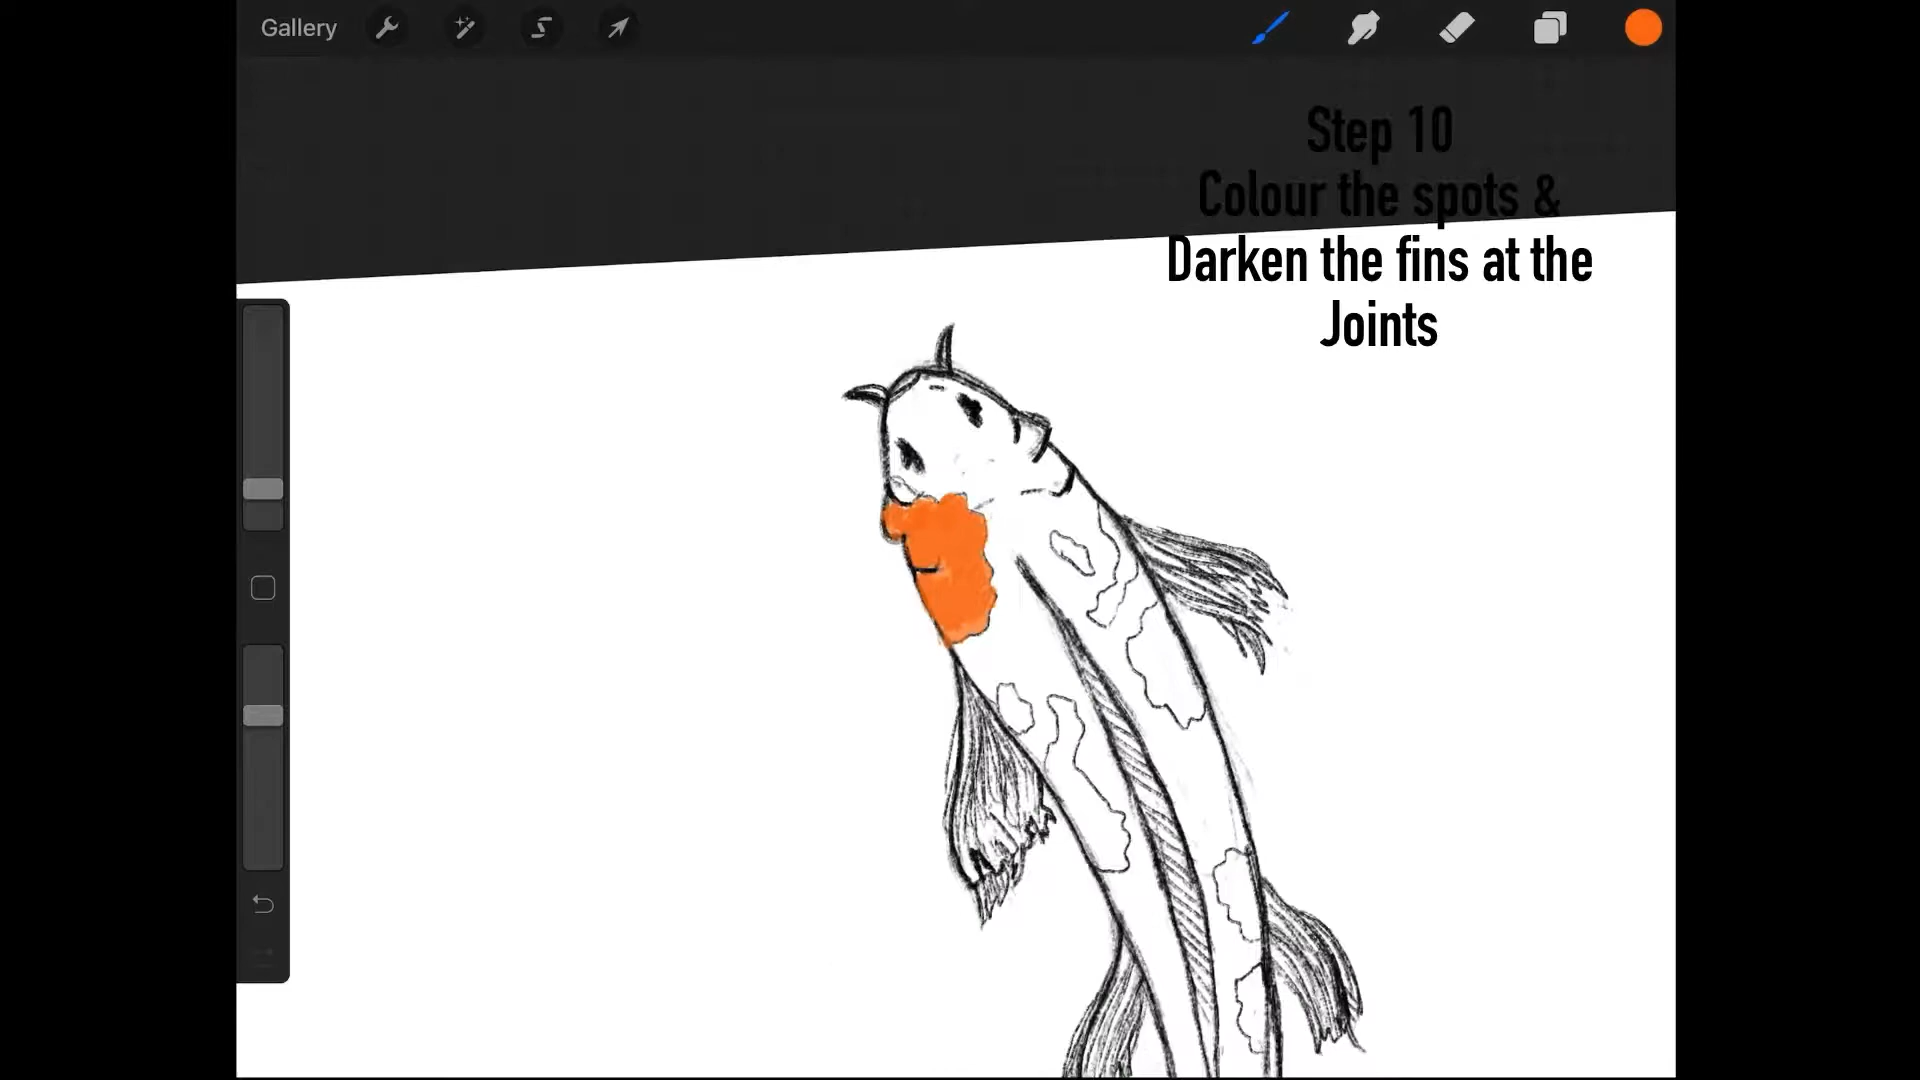 Gallery
Step 10
Colour the spots &
Darken the fins at the
Joints